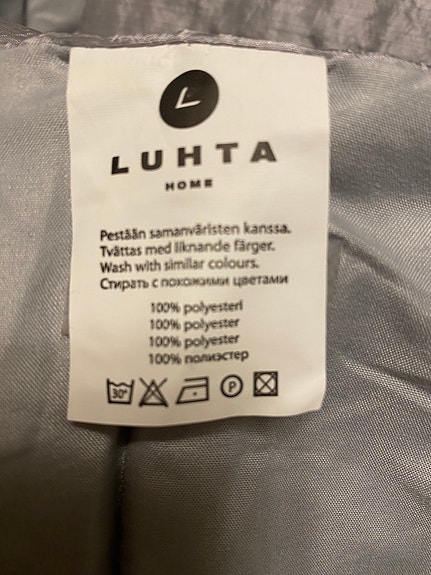 L
LUHTA
HOME
Pestään samanväristen kanssa.
Tvättas med liknande färger.
Wash with similar colours.
Стирать с похожими цветами
100% polyesteri
100% polyester
100% polyester
100% полиэстер
30° P